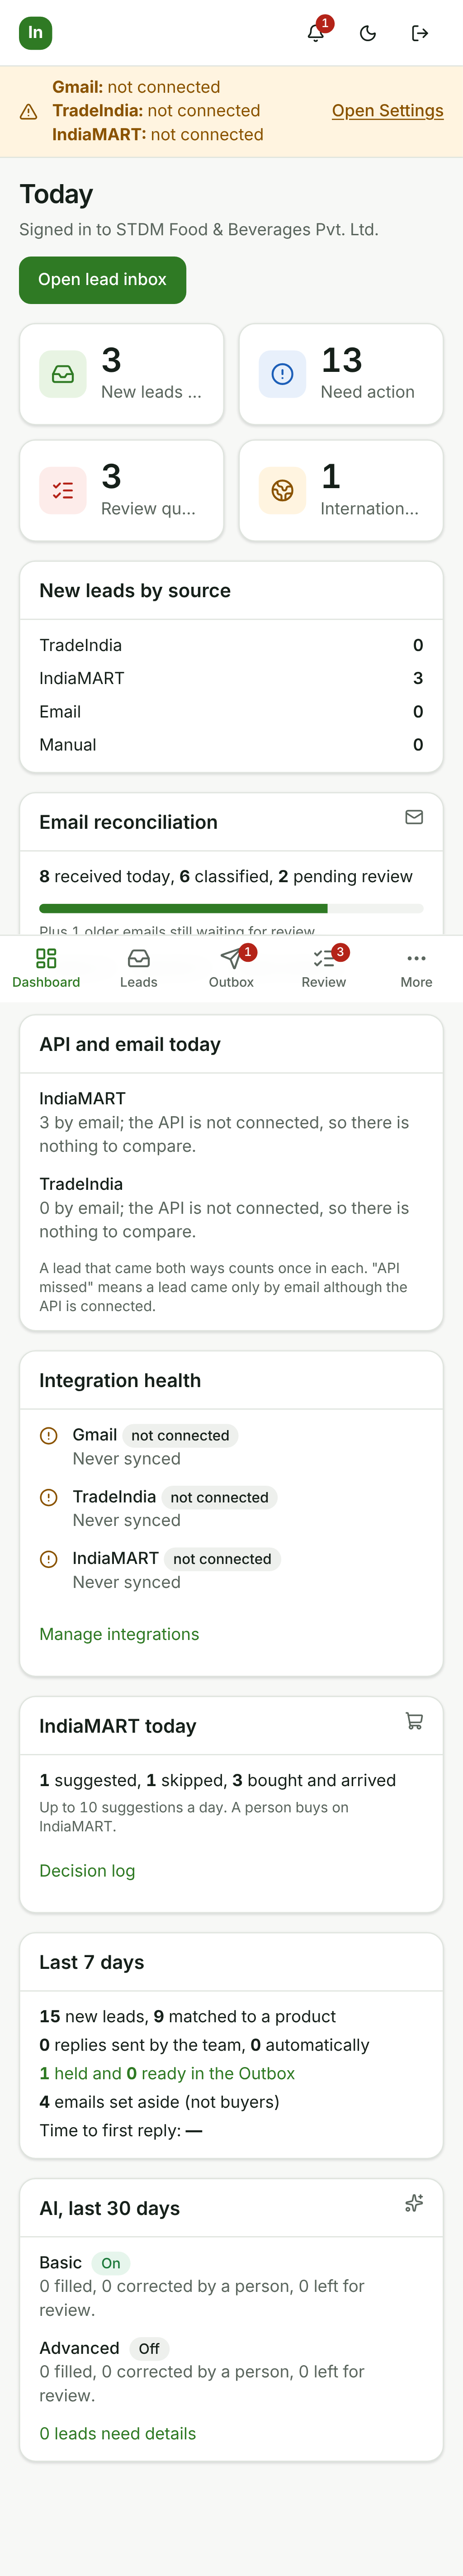 In
1
Gmail: not connected
TradeIndia: not connected
IndiaMART: not connected
Open Settings
Today
Signed in to STDM Food & Beverages Pvt. Ltd.
Open lead inbox
3
New leads ...
13
Need action
3
Review qu...
1
Internation...
New leads by source
TradeIndia 0
IndiaMART 3
Email 0
Manual 0
Email reconciliation
8 received today, 6 classified, 2 pending review
Plus 1 older emails still waiting for review
Dashboard
Leads
1
Outbox
3
Review
More
API and email today
IndiaMART
3 by email; the API is not connected, so there is
nothing to compare.
TradeIndia
0 by email; the API is not connected, so there is
nothing to compare.
A lead that came both ways counts once in each. "API
missed" means a lead came only by email although the
API is connected.
Integration health
Gmail not connected
Never synced
TradeIndia not connected
Never synced
IndiaMART not connected
Never synced
Manage integrations
IndiaMART today
1 suggested, 1 skipped, 3 bought and arrived
Up to 10 suggestions a day. A person buys on
IndiaMART.
Decision log
Last 7 days
15 new leads, 9 matched to a product
0 replies sent by the team, 0 automatically
1 held and 0 ready in the Outbox
4 emails set aside (not buyers)
Time to first reply: —
AI, last 30 days
Basic On
0 filled, 0 corrected by a person, 0 left for
review.
Advanced Off
0 filled, 0 corrected by a person, 0 left for
review.
0 leads need details